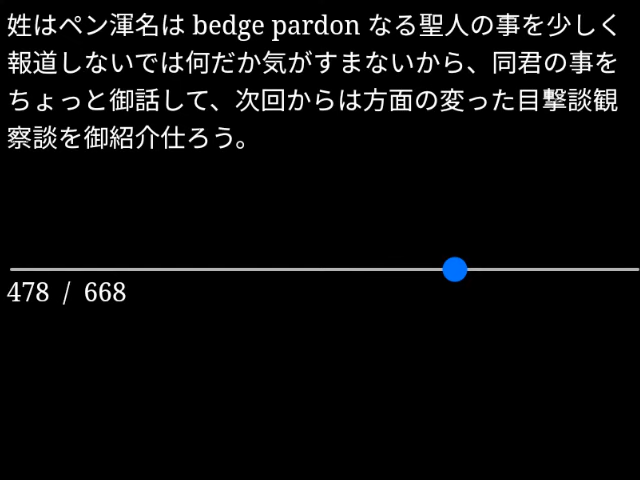 姓はペン渾名は bedge pardon なる聖人の事を少しく
報道しないでは何だか気がすまないから、同君の事を
ちょっと御話して、次回からは方面の変った目撃談観
察談を御紹介仕ろう。
478 / 668